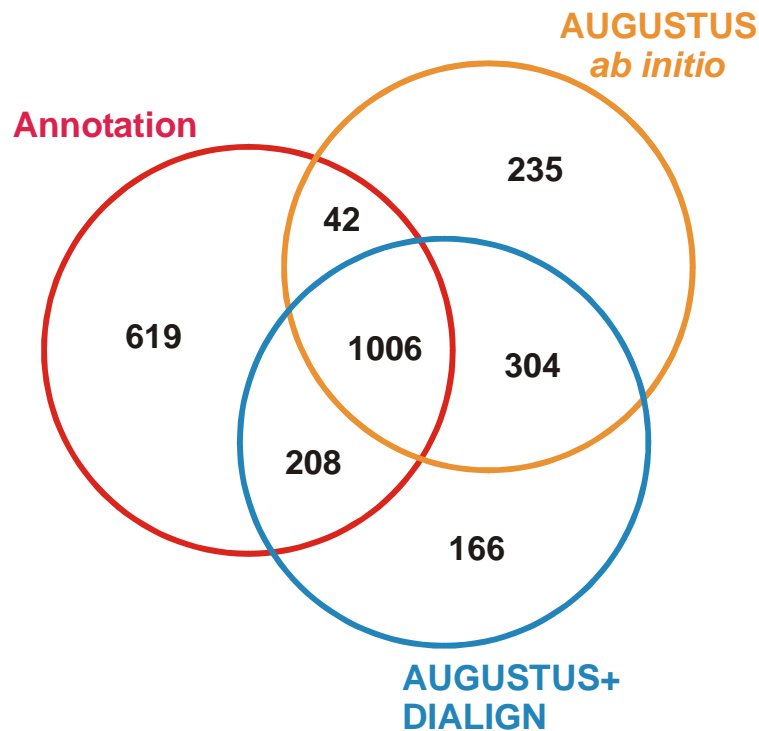 AUGUSTUS
ab initio
Annotation
235
42
619
1006
304
208
166
AUGUSTUS+
DIALIGN